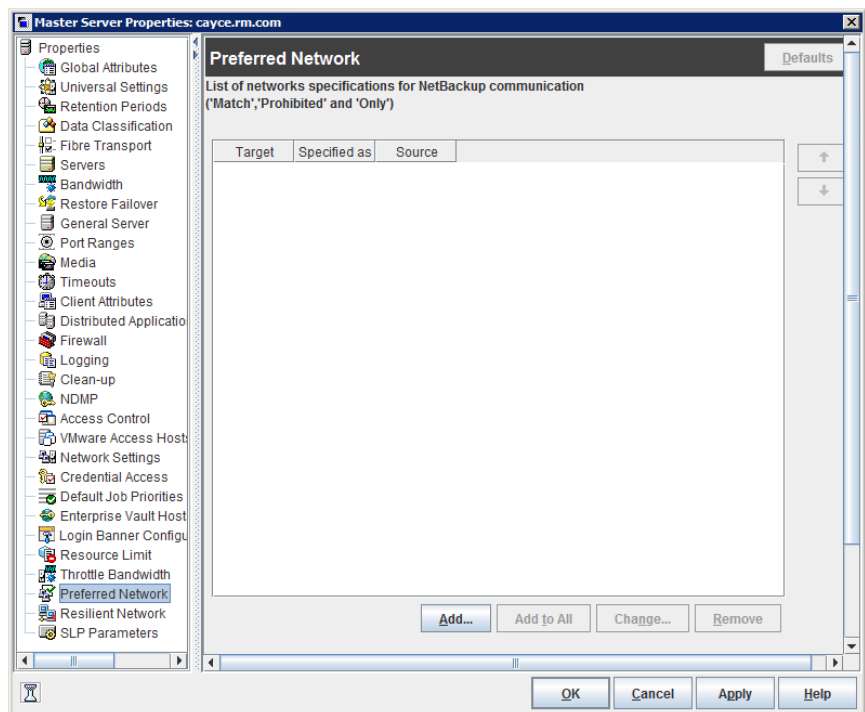 Master Server Properties: cayce.rm.com
Properties
Global Attributes
Universal Settings
Retention Periods
Data Classification
Fibre Transport
Servers
Bandwidth
Restore Failover
General Server
Port Ranges
Media
Timeouts
Client Attributes
Distributed Applicatio
Firewall
Logging
Clean-up
NDMP
Access Control
VMware Access Hosts
Network Settings
Credential Access
Default Job Priorities
Enterprise Vault Host
Login Banner Configu
Resource Limit
Throttle Bandwidth
Preferred Network
Resilient Network
SLP Parameters
Preferred Network
Defaults
List of networks specifications for NetBackup communication
('Match','Prohibited' and 'Only')
Target Specified as Source
Add... Add to All Change... Remove
OK Cancel Apply Help